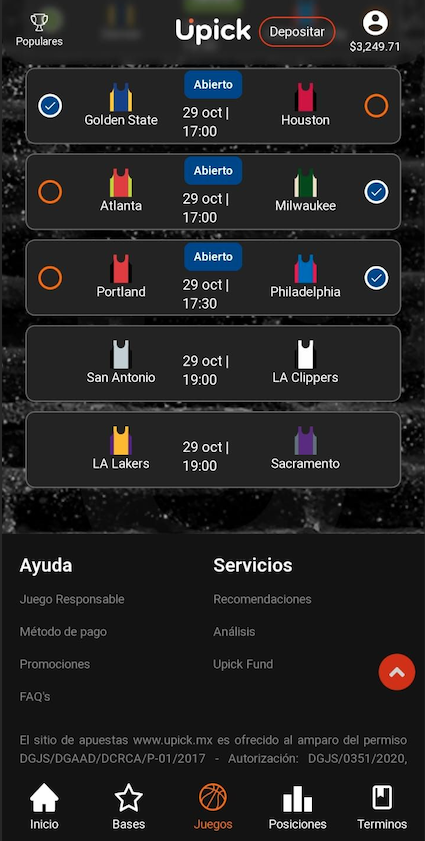 Populares
Upick
Depositar
$3,249.71
Abierto
Golden State
29 oct |
17:00
Houston
Abierto
Atlanta
29 oct |
17:00
Milwaukee
Abierto
Portland
29 oct |
17:30
Philadelphia
San Antonio
29 oct |
19:00
LA Clippers
LA Lakers
29 oct |
19:00
Sacramento
Ayuda
Servicios
Juego Responsable
Recomendaciones
Método de pago
Análisis
Promociones
Upick Fund
FAQ's
El sitio de apuestas www.upick.mx es ofrecido al amparo del permiso
DGJS/DGAAD/DCRCA/P-01/2017 - Autorización: DGJS/0351/2020,
Inicio
Bases
Juegos
Posiciones
Terminos